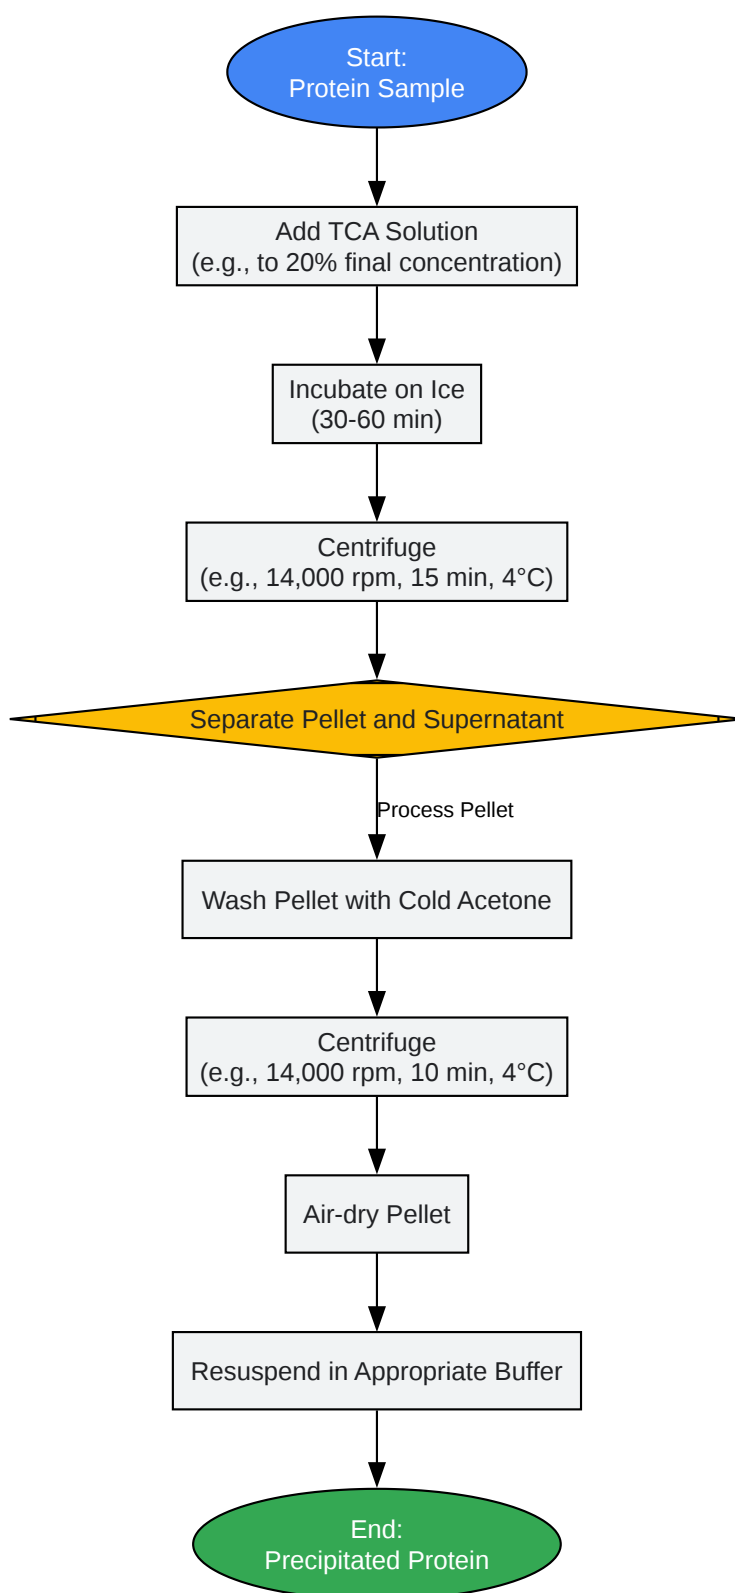 Start:
Protein Sample
Add TCA Solution
(e.g., to 20% final concentration)
Incubate on Ice
(30-60 min)
Centrifuge
(e.g., 14,000 rpm, 15 min, 4°C)
Separate Pellet and Supernatant
Process Pellet
Wash Pellet with Cold Acetone
Centrifuge
(e.g., 14,000 rpm, 10 min, 4°C)
Air-dry Pellet
Resuspend in Appropriate Buffer
End:
Precipitated Protein